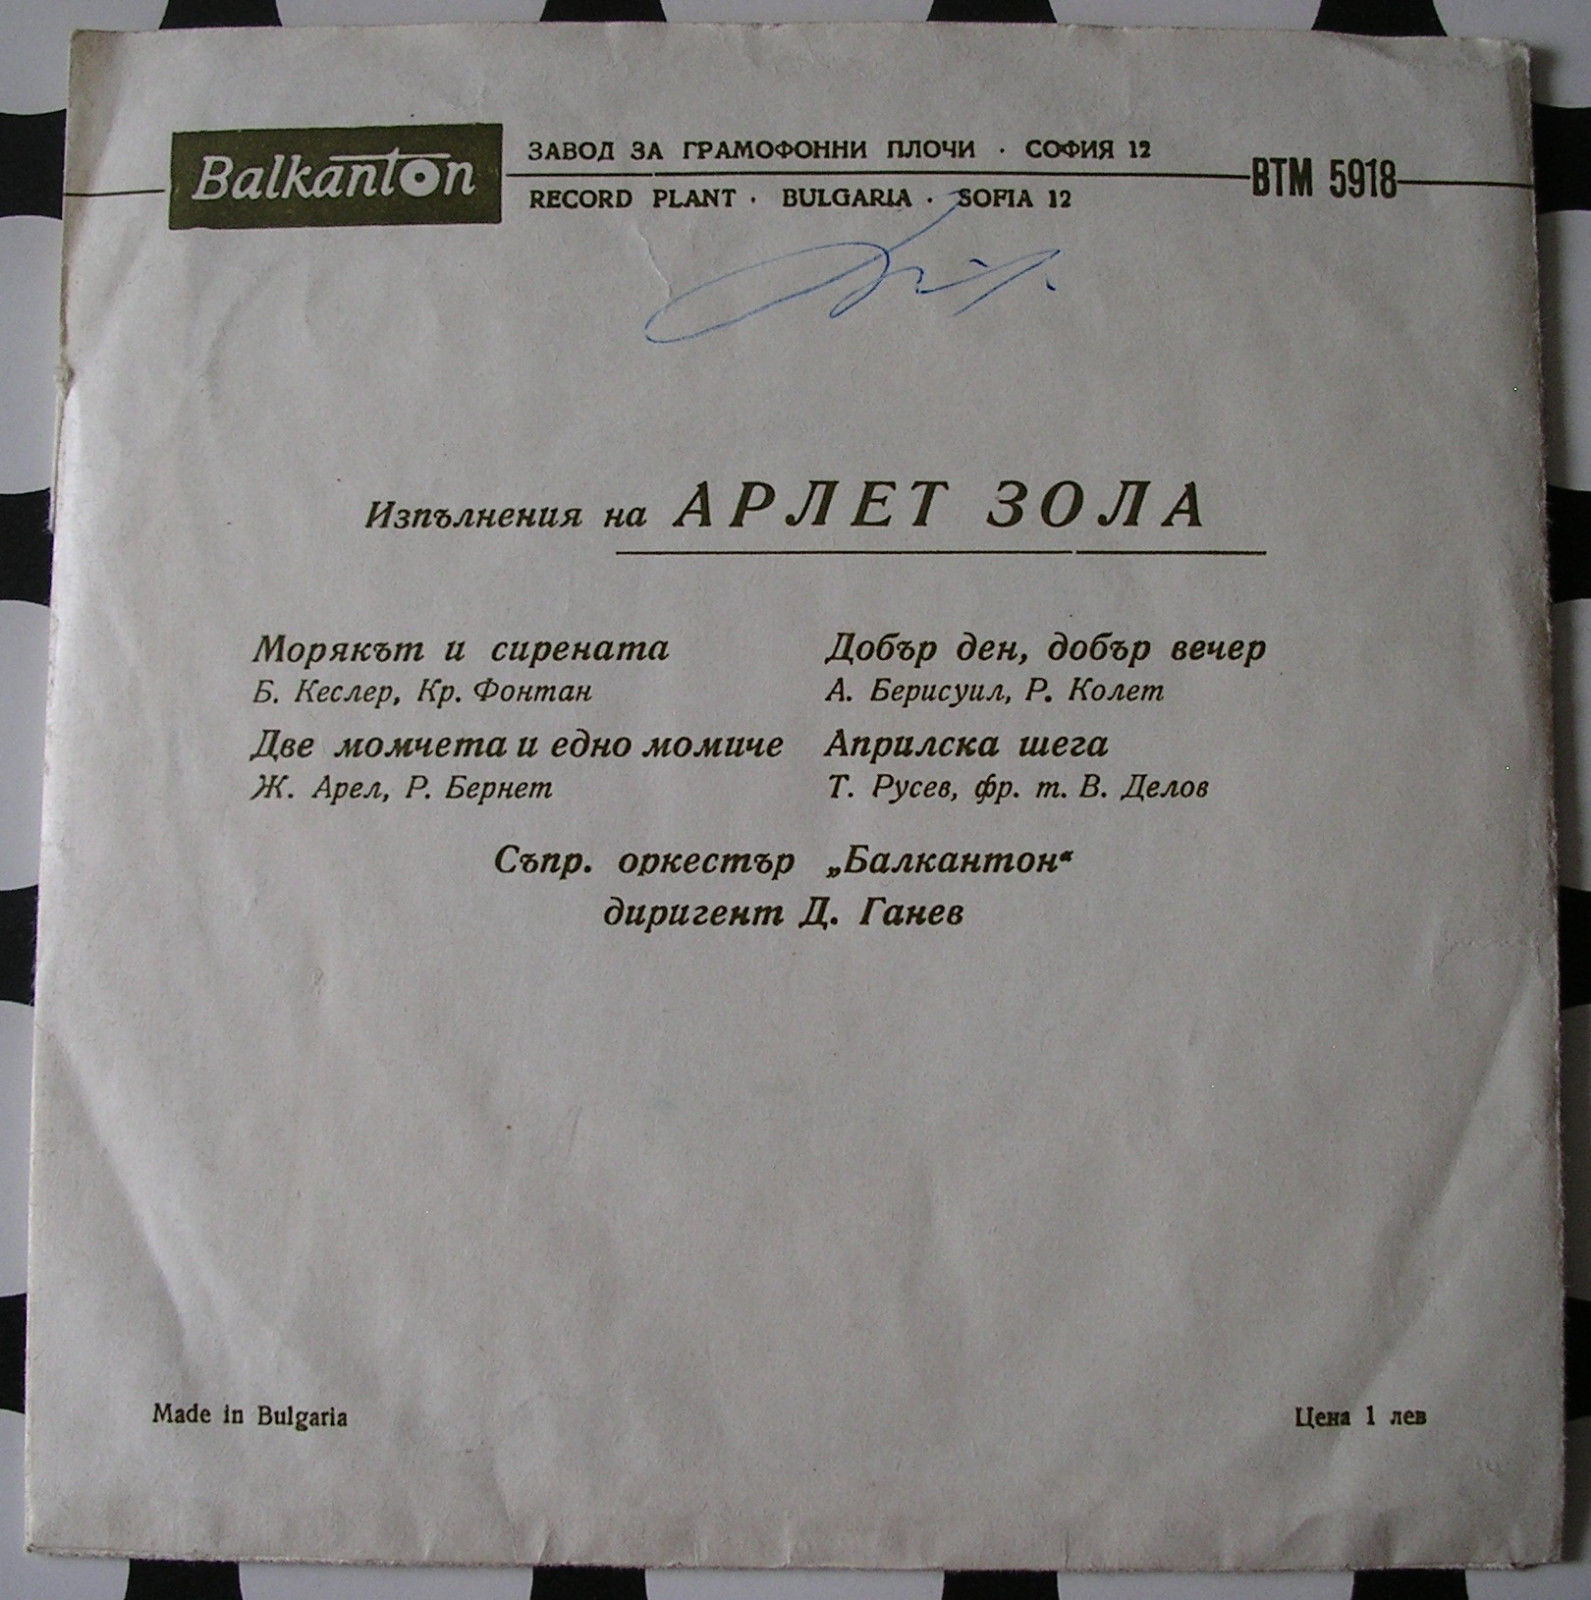 Balkanton
ЗАВОД ЗА ГРАМОФОННИ ПЛОЧИ · СОФИЯ 12
RECORD PLANT · BULGARIA · SOFIA 12
ВТМ 5918
Изпълнения на АРЛЕТ ЗОЛА
Морякът и сирената
Б. Кеслер, Кр. Фонтан
Две момчета и едно момиче
Ж. Арел, Р. Бернет
Добър ден, добър вечер
А. Берисуил, Р. Колет
Априлска шега
Т. Русев, фр. т. В. Делов
Съпр. оркестър „Балкантон“
диригент Д. Ганев
Made in Bulgaria
Цена 1 лев